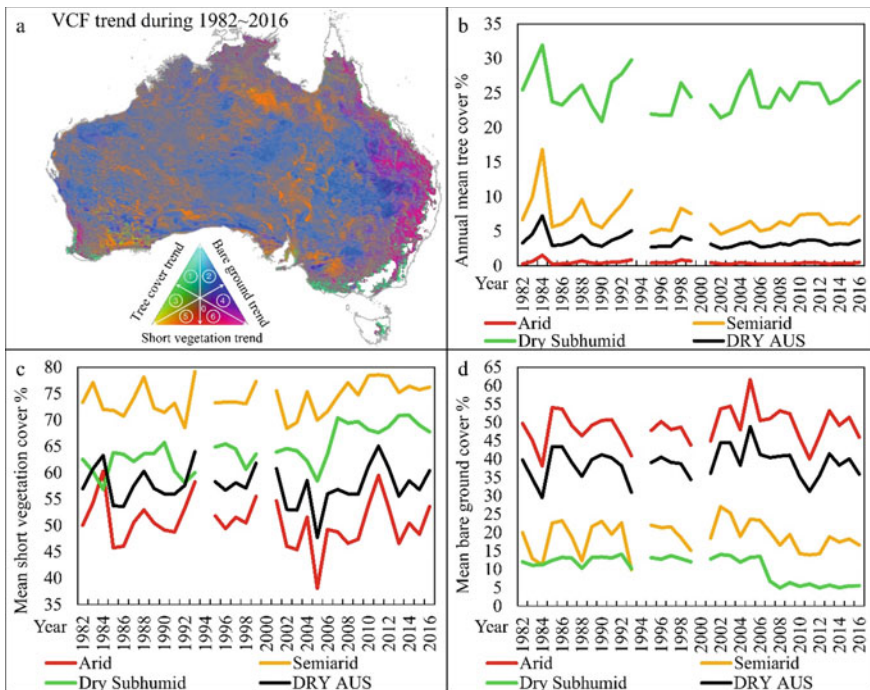 a
VCF trend during 1982~2016
Tree cover trend
Bare ground trend
Short vegetation trend
① ② ③ ④ ⑤ ⑥
b
Annual mean tree cover %
35
30
25
20
15
10
5
0
Year
1982 1984 1986 1988 1990 1992 1994 1996 1998 2000 2002 2004 2006 2008 2010 2012 2014 2016
Arid Semiarid
Dry Subhumid DRY AUS
c
Mean short vegetation cover %
80
75
70
65
60
55
50
45
40
35
Year
1982 1984 1986 1988 1990 1992 1994 1996 1998 2000 2002 2004 2006 2008 2010 2012 2014 2016
Arid Semiarid
Dry Subhumid DRY AUS
d
Mean bare ground cover %
65
60
55
50
45
40
35
30
25
20
15
10
5
0
Year
1982 1984 1986 1988 1990 1992 1994 1996 1998 2000 2002 2004 2006 2008 2010 2012 2014 2016
Arid Semiarid
Dry Subhumid DRY AUS